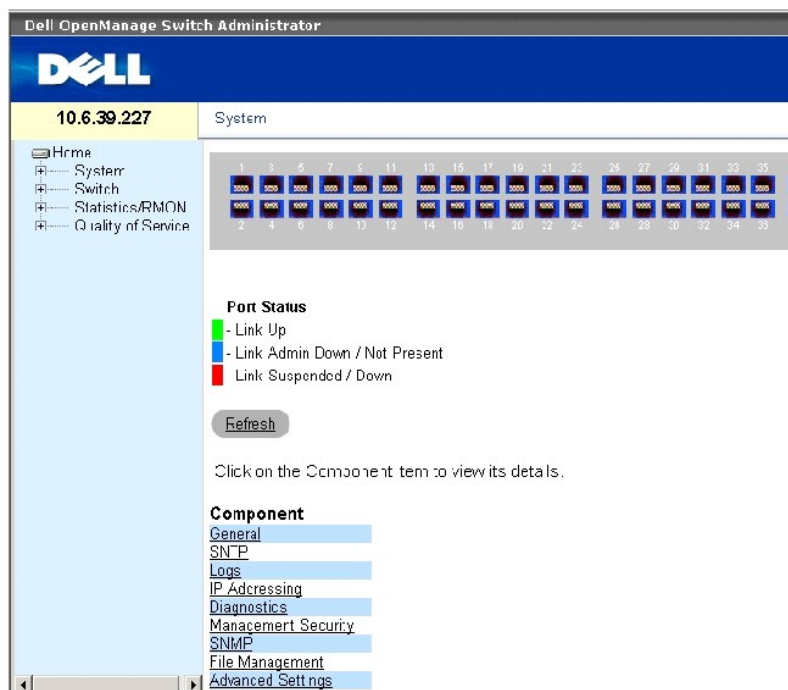 Dell OpenManage Switch Administrator
DELL
10.6.39.227
System
Home
System
Switch
Statistics/RMON
Quality of Service
1 3 5 7 9 11 13 15 17 19 21 23 25 27 29 31 33 35
2 4 6 8 10 12 14 16 18 20 22 24 26 28 30 32 34 36
Port Status
- Link Up
- Link Admin Down / Not Present
Link Suspended / Down
Refresh
Click on the Component item to view its details.
Component
General
SNTP
Logs
IP Addressing
Diagnostics
Management Security
SNMP
File Management
Advanced Settings